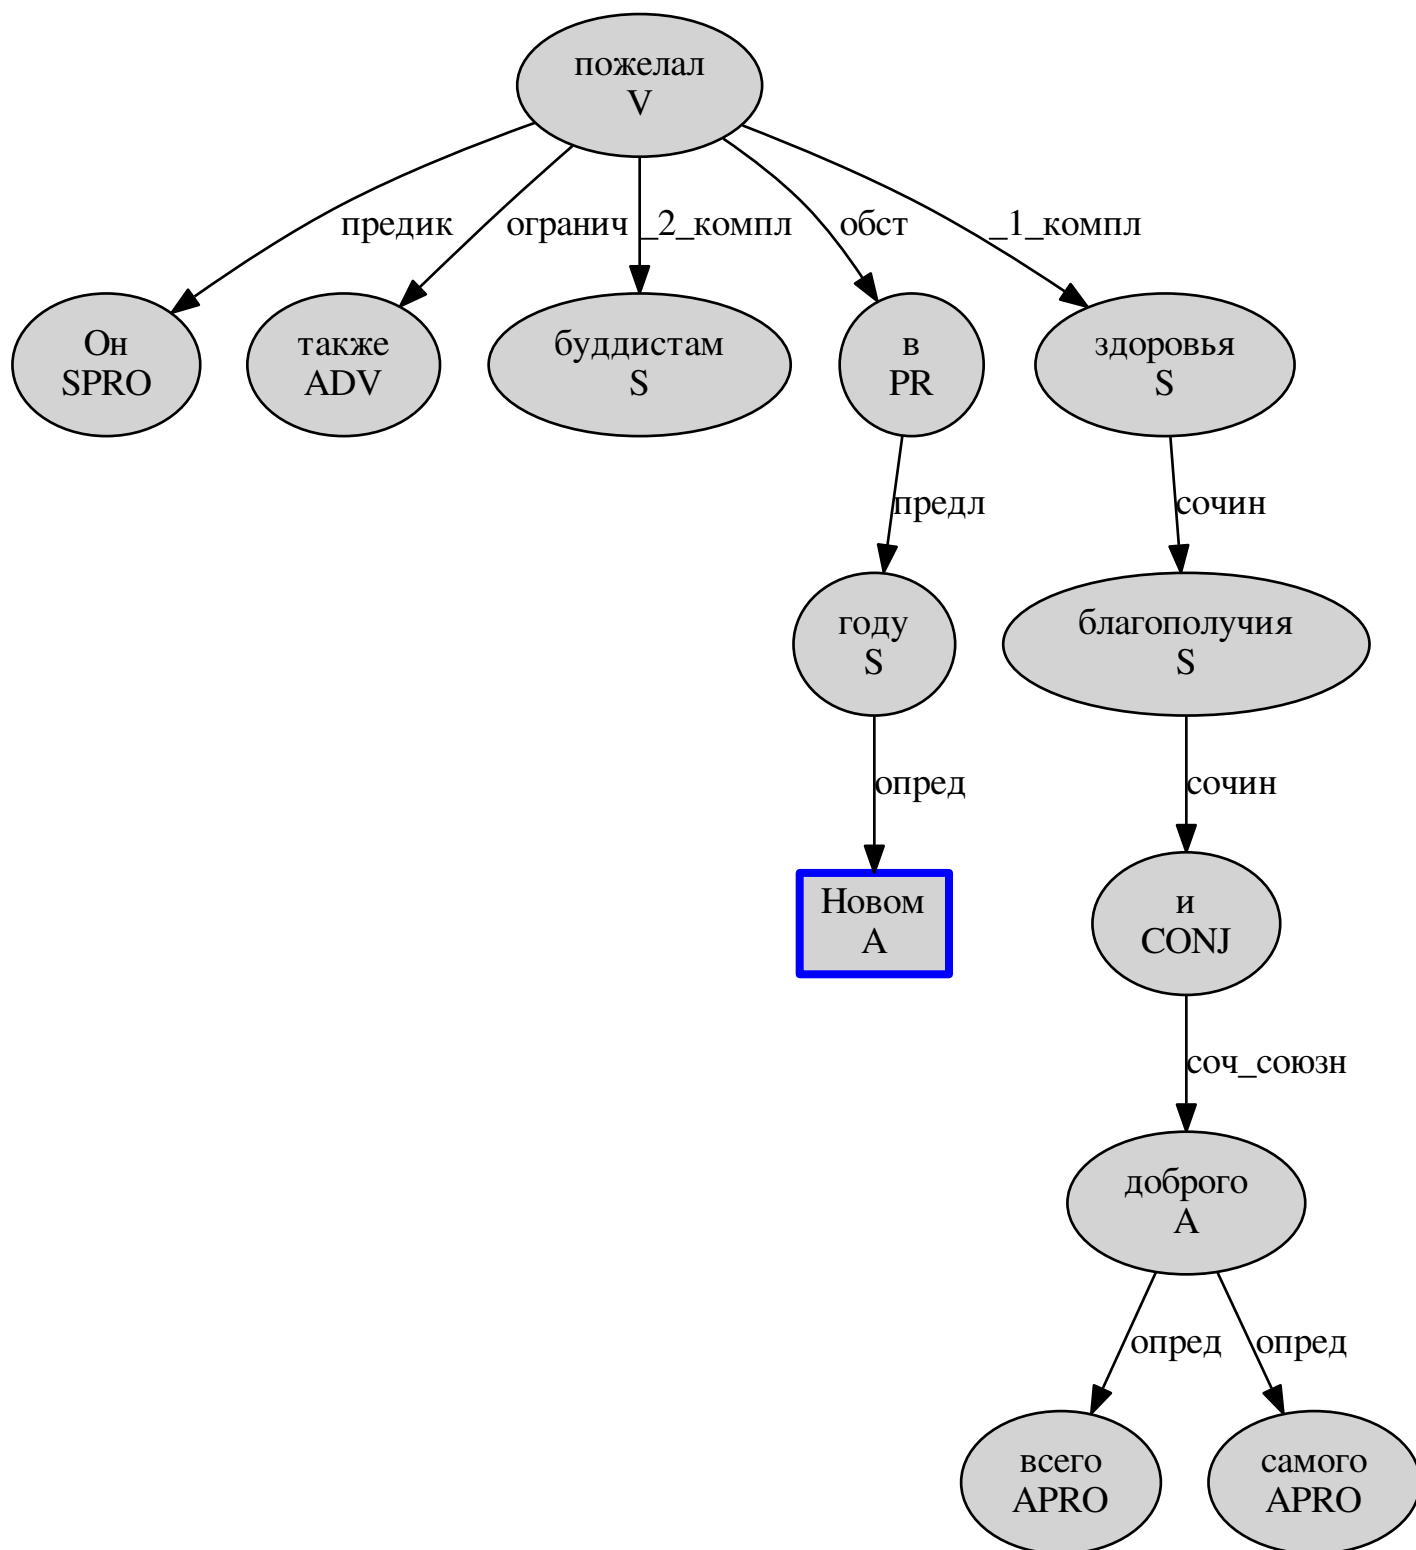 пожелал
V
предик
огранич
_2_компл
обст
_1_компл
Он
SPRO
также
ADV
буддистам
S
в
PR
здоровья
S
предл
сочин
году
S
благополучия
S
опред
сочин
Новом
A
и
CONJ
соч_союзн
доброго
A
опред
опред
всего
APRO
самого
APRO